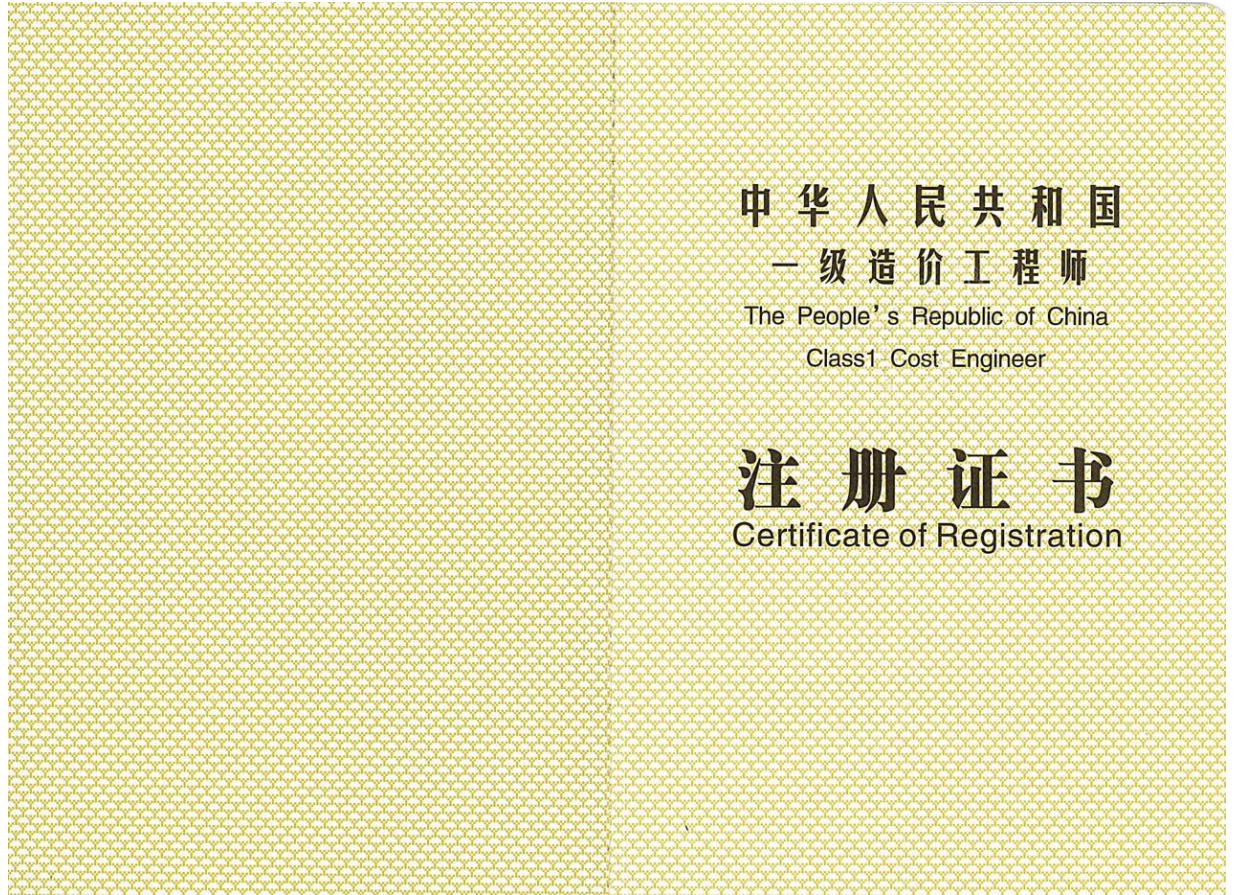 中华人民共和国
一级造价工程师
The People's Republic of China
Class1 Cost Engineer
注册证书
Certificate of Registration